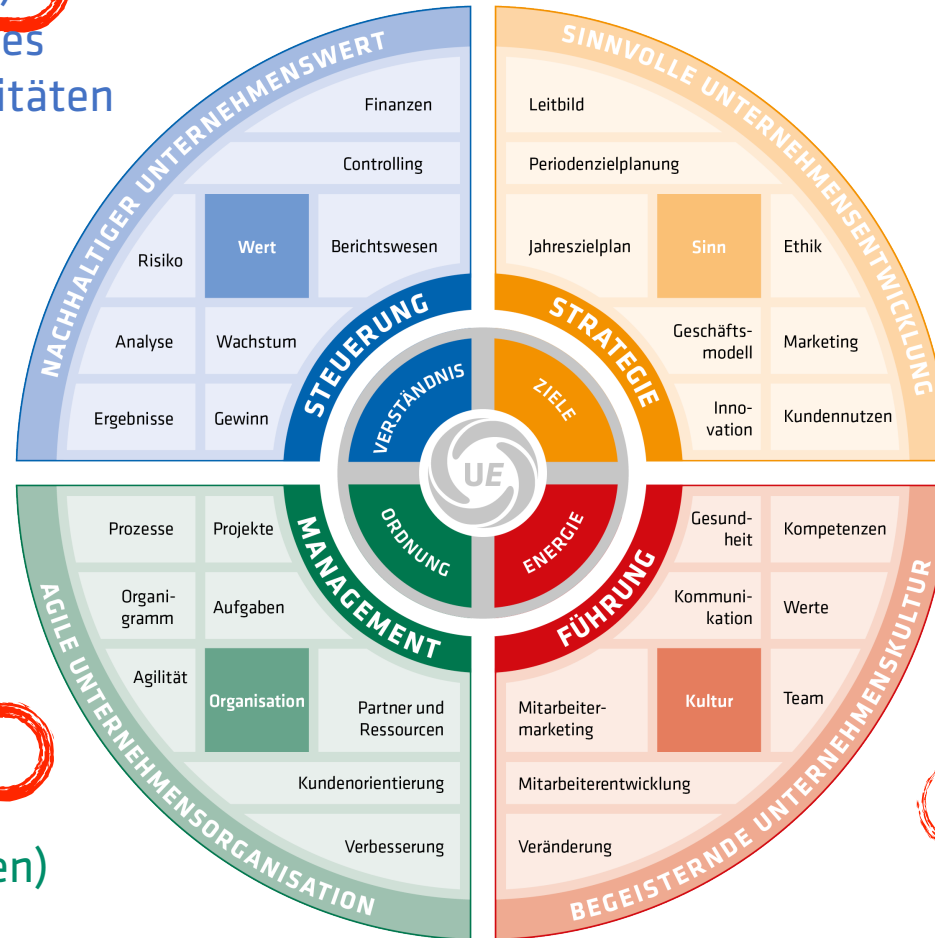 es
itäten
NACHHALTIGER UNTERNEHMENSWERT
Finanzen
Controlling
Risiko
Wert
Berichtswesen
Analyse
Wachstum
Ergebnisse
Gewinn
STEUERUNG
VERSTÄNDNIS
SINNVOLLE UNTERNEHMENSENTWICKLUNG
Leitbild
Periodenzielplanung
Jahreszielplan
Sinn
Ethik
Geschäfts-
modell
Marketing
Inno-
vation
Kundennutzen
STRATEGIE
ZIELE
UE
AGILE UNTERNEHMENSORGANISATION
Prozesse
Projekte
Organi-
gramm
Aufgaben
Agilität
Organisation
Partner und
Ressourcen
Kundenorientierung
Verbesserung
MANAGEMENT
ORDNUNG
BEGEISTERNDE UNTERNEHMENSKULTUR
Gesund-
heit
Kompetenzen
Kommuni-
kation
Werte
Mitarbeiter-
marketing
Kultur
Team
Mitarbeiterentwicklung
Veränderung
FÜHRUNG
ENERGIE
en)